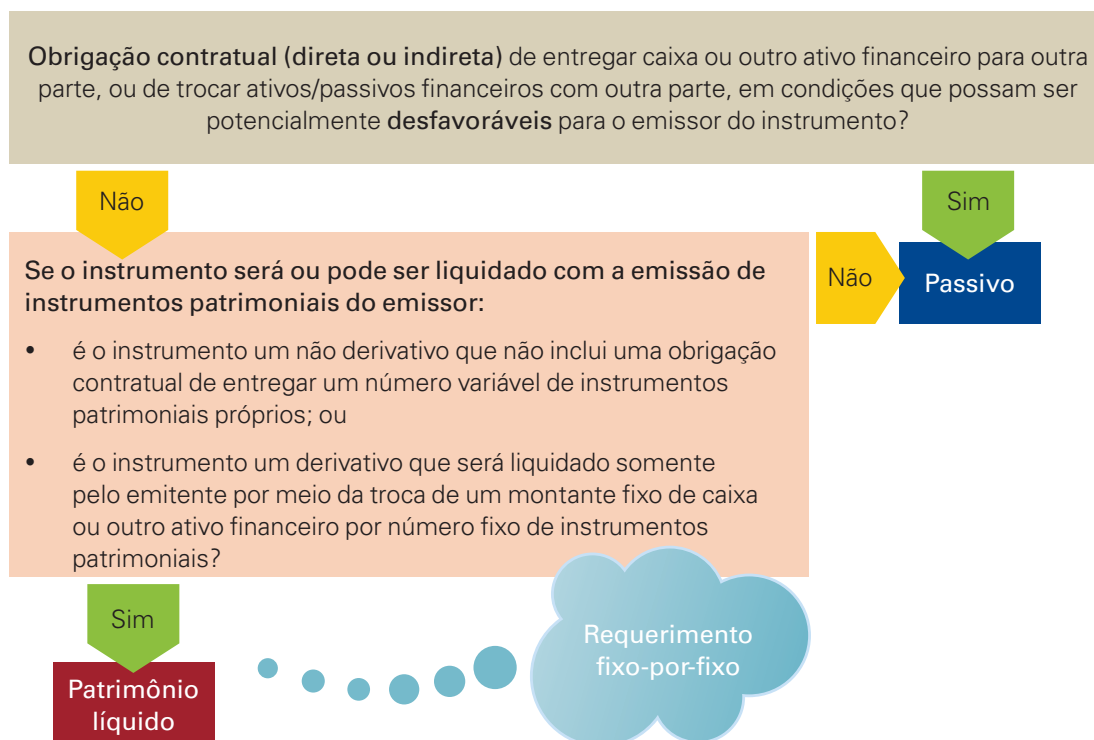 Obrigação contratual (direta ou indireta) de entregar caixa ou outro ativo financeiro para outra
parte, ou de trocar ativos/passivos financeiros com outra parte, em condições que possam ser
potencialmente desfavoráveis para o emissor do instrumento?
Não
Sim
Se o instrumento será ou pode ser liquidado com a emissão de
instrumentos patrimoniais do emissor:
• é o instrumento um não derivativo que não inclui uma obrigação
contratual de entregar um número variável de instrumentos
patrimoniais próprios; ou
• é o instrumento um derivativo que será liquidado somente
pelo emitente por meio da troca de um montante fixo de caixa
ou outro ativo financeiro por número fixo de instrumentos
patrimoniais?
Não
Passivo
Sim
Patrimônio
líquido
Requerimento
fixo-por-fixo